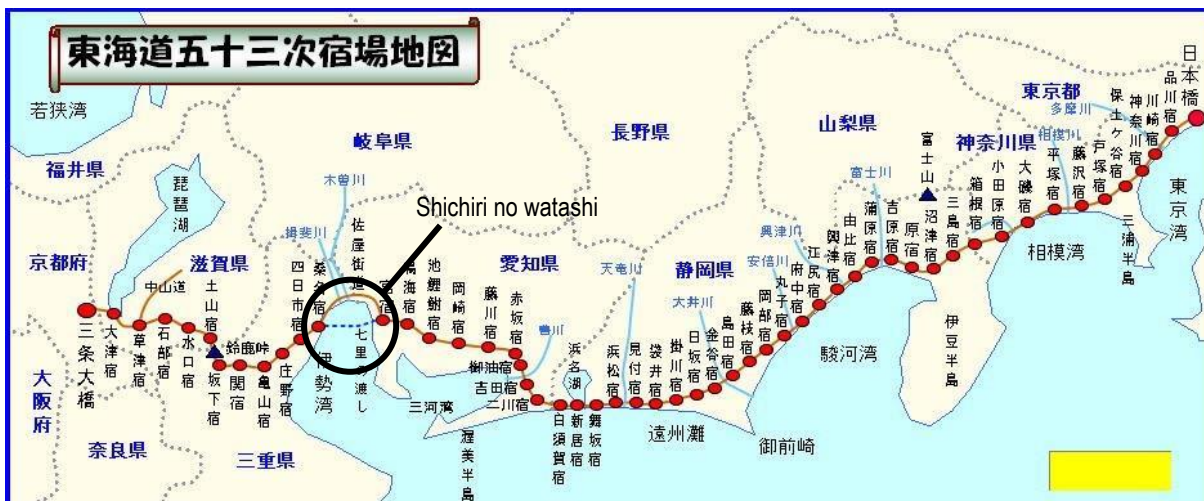 東海道五十三次宿場地図
若狭湾
福井県
琵琶湖
京都府
滋賀県
岐阜県
長野県
山梨県
東京都
神奈川県
愛知県
静岡県
三重県
奈良県
大阪府
木曽川
揖斐川
佐屋街道
Shichiri no watashi
中山道
鈴鹿峠
伊勢湾
七里の渡し
三河湾
渥美半島
豊川
浜名湖
天竜川
遠州灘
大井川
御前崎
安倍川
興津川
駿河湾
富士川
富士山
伊豆半島
相模川
相模湾
多摩川
三浦半島
東京湾
日本橋
品川宿
川崎宿
神奈川宿
保土ケ谷宿
戸塚宿
藤沢宿
平塚宿
大磯宿
小田原宿
箱根宿
三島宿
沼津宿
原宿
吉原宿
蒲原宿
由比宿
興津宿
江尻宿
府中宿
丸子宿
岡部宿
藤枝宿
島田宿
金谷宿
日坂宿
掛川宿
袋井宿
見付宿
浜松宿
舞坂宿
新居宿
白須賀宿
二川宿
吉田宿
御油宿
赤坂宿
藤川宿
岡崎宿
池鯉鮒宿
鳴海宿
宮宿
桑名宿
四日市宿
庄野宿
亀山宿
関宿
坂下宿
土山宿
水口宿
石部宿
草津宿
大津宿
三条大橋